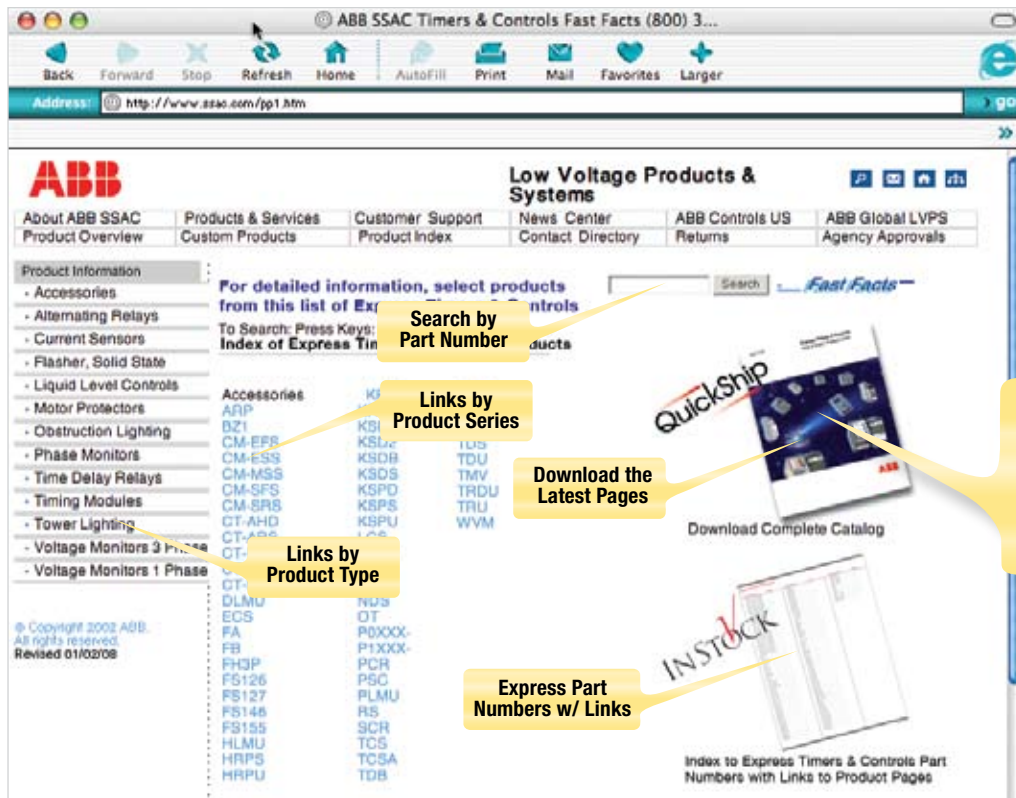 ABB SSAC Timers & Controls Fast Facts (800) 3...
Back Forward Stop Refresh Home AutoFill Print Mail Favorites Larger
Address: http://www.ssac.com/pp1.htm go
ABB
Low Voltage Products &
Systems
About ABB SSAC Products & Services Customer Support News Center ABB Controls US ABB Global LVPS
Product Overview Custom Products Product Index Contact Directory Returns Agency Approvals
Product Information
- Accessories
- Alternating Relays
- Current Sensors
- Flasher, Solid State
- Liquid Level Controls
- Motor Protectors
- Obstruction Lighting
- Phase Monitors
- Time Delay Relays
- Timing Modules
- Tower Lighting
- Voltage Monitors 3 Phase
- Voltage Monitors 1 Phase
© Copyright 2002 ABB.
All rights reserved.
Revised 01/02/08
For detailed information, select products
from this list of Express Timers & Controls
To Search: Press Keys:
Index of Express
Search Fast Facts
Search by
Part Number
Accessories
ARP
BZ1
CM-EFS
CM-ESS
CM-MSS
CM-SFS
CM-SRS
CT-AHD
DLMU
ECS
FA
FB
FH3P
FS126
FS127
FS146
FS155
HLMU
HRPS
HRPU
KSD2
KSDB
KSDS
KSPD
KSPS
KSPU
NDS
OT
P0XXX-
P1XXX-
PCR
PSC
PLMU
RS
SCR
TCS
TCSA
TDB
TDS
TDU
TMV
TRDU
TRU
WVM
Links by
Product Series
Links by
Product Type
QuickShip
ABB
Download the
Latest Pages
Download Complete Catalog
IN STOCK
Express Part
Numbers w/ Links
Index to Express Timers & Controls Part
Numbers with Links to Product Pages